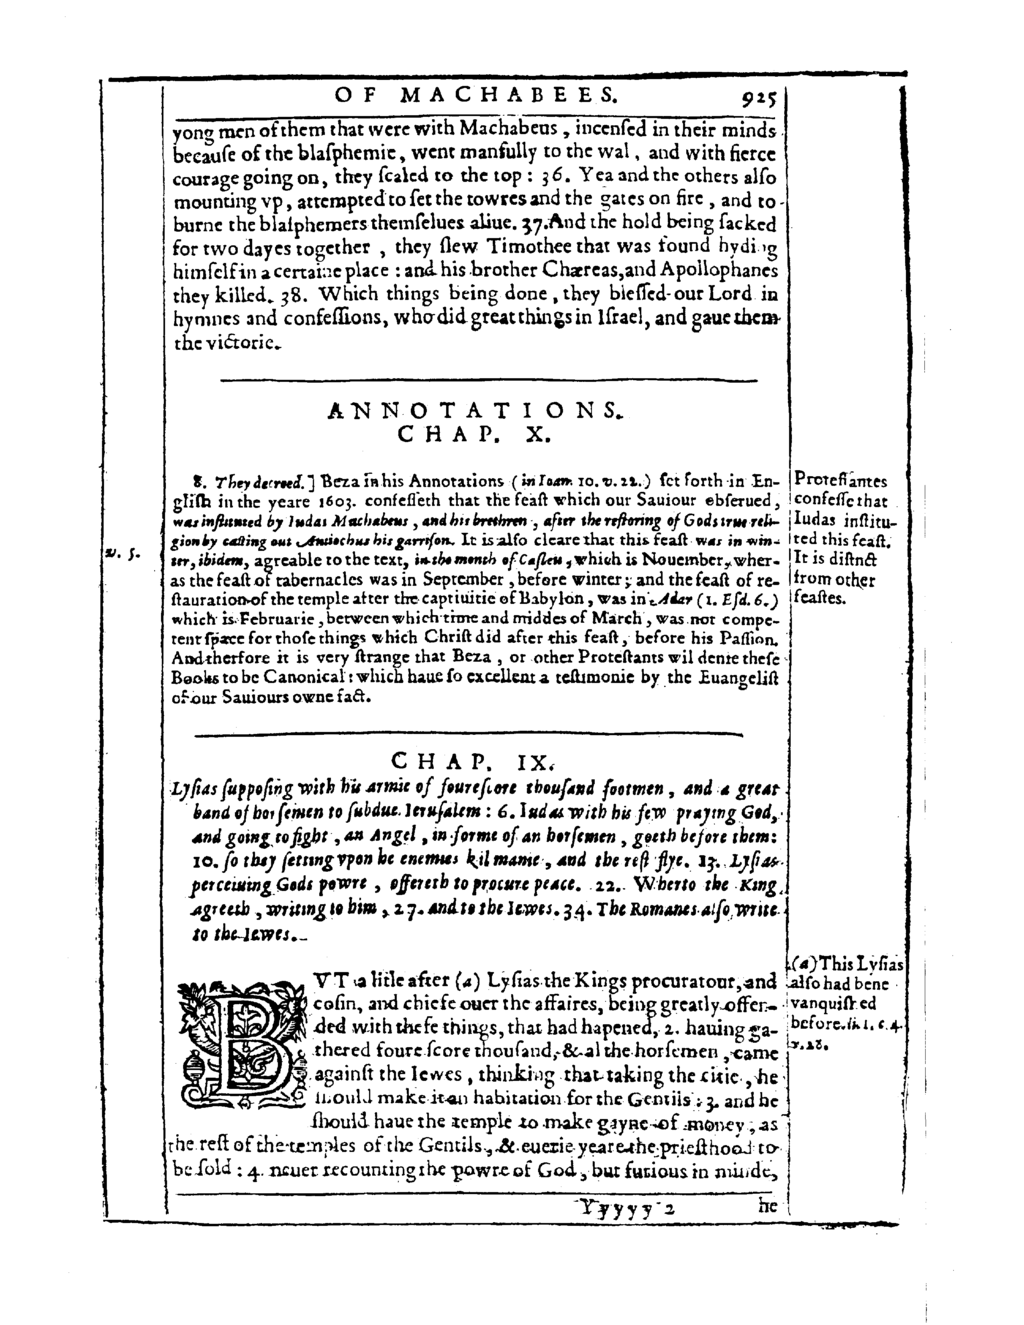 OF MACHABEES. 925
yong men of them that were with Machabeus, incenſed in their minds
becauſe of the blaſphemie, went manfully to the wal, and with fierce
courage going on, they ſcaled to the top: 36. Yea and the others alſo
mounting vp, attempted to ſet the towres and the gates on fire, and to
burne the blaſphemers themſelues aliue. 37. And the hold being ſacked
for two dayes together, they ſlew Timothee that was found hyding
himſelf in a certaine place: and his brother Chæreas, and Apollophanes
they killed. 38. Which things being done, they bleſſed our Lord in
hymnes and confeſſions, who did great things in Iſrael, and gaue them
the victorie.
ANNOTATIONS.
CHAP. X.
8. They decreed.] Beza in his Annotations (in Ioan. 10. v. 22.) ſet forth in En-
gliſh in the yeare 1603. confeſſeth that the feaſt which our Sauiour obſerued,
was inſtituted by Iudas Machabeus, and his brethren, after the reſtoring of Gods true reli-
gion by caſting out Antiochus his garriſon. It is alſo cleare that this feaſt was in win-
ter, ibidem, agreable to the text, in the month of Caſleu, which is Nouember, wher-
as the feaſt of tabernacles was in September, before winter; and the feaſt of re-
ſtauration of the temple after the captiuitie of Babylon, was in Adar (1. Eſd. 6.)
which is Februarie, between which time and middes of March, was not compe-
tent ſpace for thoſe things which Chriſt did after this feaſt, before his Paſſion.
And therfore it is very ſtrange that Beza, or other Proteſtants wil denie theſe
Books to be Canonical: which haue ſo excellent a teſtimonie by the Euangeliſt
of our Sauiours owne fact.
v. 5.
Proteſtantes
confeſſe that
Iudas inſtitu-
ted this feaſt.
It is diſtnct
from other
feaſtes.
CHAP. IX.
Lyſias ſuppoſing with his armie of foureſcore thouſand footmen, and a great
band of horſemen to ſubdue Ieruſalem: 6. Iudas with his few praying God,
and going to fight, an Angel, in forme of an horſemen, goeth before them:
10. ſo they ſetting vpon he enemies kil manie, and the reſt flye. 13. Lyſias
perceiuing Gods powre, offereth to procure peace. 22. Wherto the King
agreeth, writing to him, 27. and to the Iewes. 34. The Romanes alſo write
to the Iewes.
BVT a litle after (a) Lyſias the Kings procuratour, and
coſin, and chiefe ouer the affaires, being greatly offen-
ded with theſe things, that had hapened, 2. hauing ga-
thered foure ſcore thouſand, & al the horſemen, came
againſt the Iewes, thinking that taking the citie, he
ſhould make it an habitation for the Gentils: 3. and he
ſhould haue the temple to make gayne of money, as
the reſt of the temples of the Gentils, & euerie yeare the prieſthood to
be ſold: 4. neuer recounting the powre of God, but furious in minde,
(a) This Lyſias
alſo had bene
vanquiſhed
before. li. 1. c. 4.
v. 28.
Yyyyy 2 he